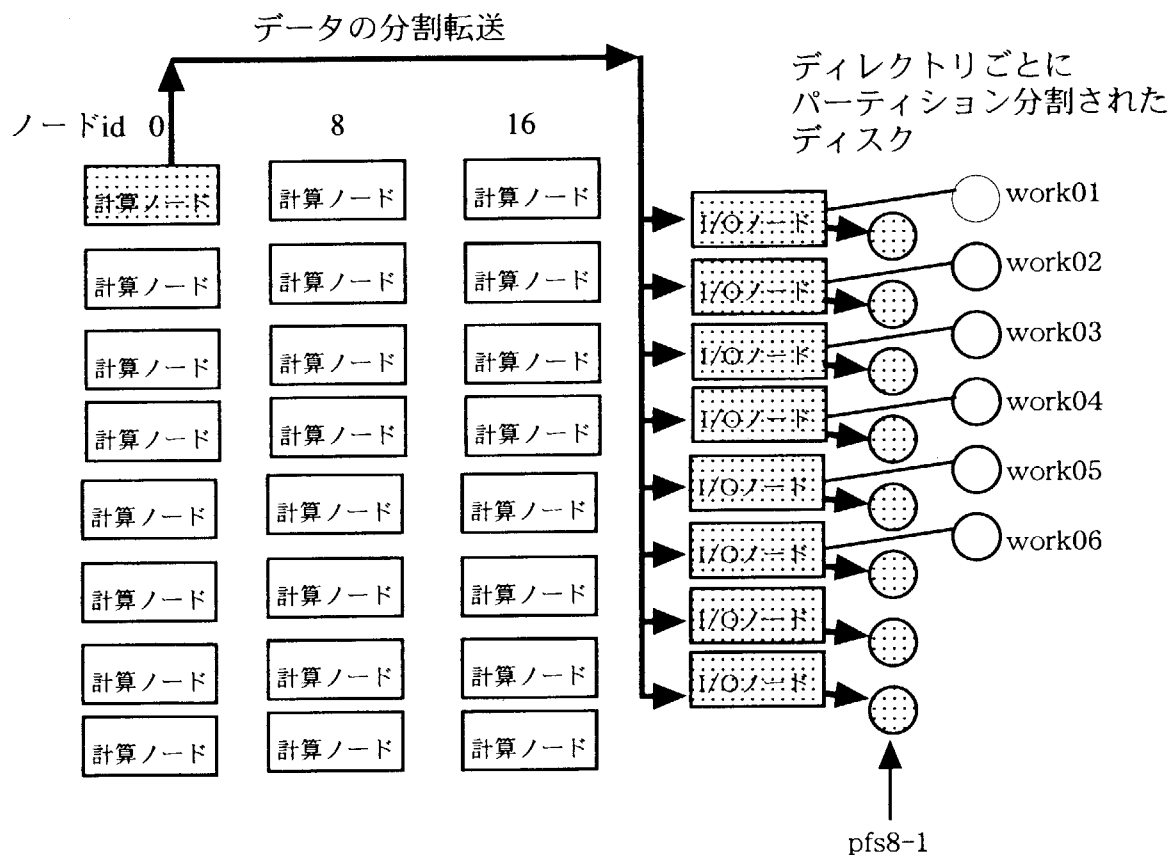 データの分割転送
ディレクトリごとに
パーティション分割された
ディスク
ノードid 0 8 16
計算ノード 計算ノード 計算ノード I/Oノード work01
計算ノード 計算ノード 計算ノード I/Oノード work02
計算ノード 計算ノード 計算ノード I/Oノード work03
計算ノード 計算ノード 計算ノード I/Oノード work04
計算ノード 計算ノード 計算ノード I/Oノード work05
計算ノード 計算ノード 計算ノード I/Oノード work06
計算ノード 計算ノード 計算ノード I/Oノード
計算ノード 計算ノード 計算ノード I/Oノード
pfs8-1